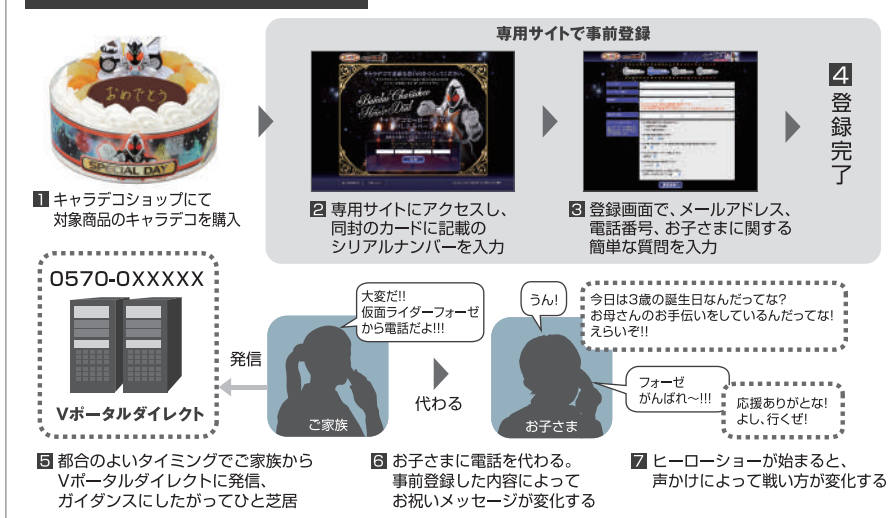 専用サイトで事前登録
おめでとう
SPECIAL DAY
1 キャラデコショップにて
対象商品のキャラデコを購入
2 専用サイトにアクセスし、
同封のカードに記載の
シリアルナンバーを入力
3 登録画面で、メールアドレス、
電話番号、お子さまに関する
簡単な質問を入力
4 登録完了
0570-0XXXXX
Vポータルダイレクト
発信
大変だ!!
仮面ライダーフォーゼ
から電話だよ!!!
ご家族
代わる
うん!
お子さま
今日は3歳の誕生日なんだってな?
お母さんのお手伝いをしているんだってな!
えらいぞ!!
フォーゼ
がんばれ〜!!!
応援ありがとな!
よし、行くぜ!
5 都合のよいタイミングでご家族から
Vポータルダイレクトに発信、
ガイダンスにしたがってひと芝居
6 お子さまに電話を代わる。
事前登録した内容によって
お祝いメッセージが変化する
7 ヒーローショーが始まると、
声かけによって戦い方が変化する